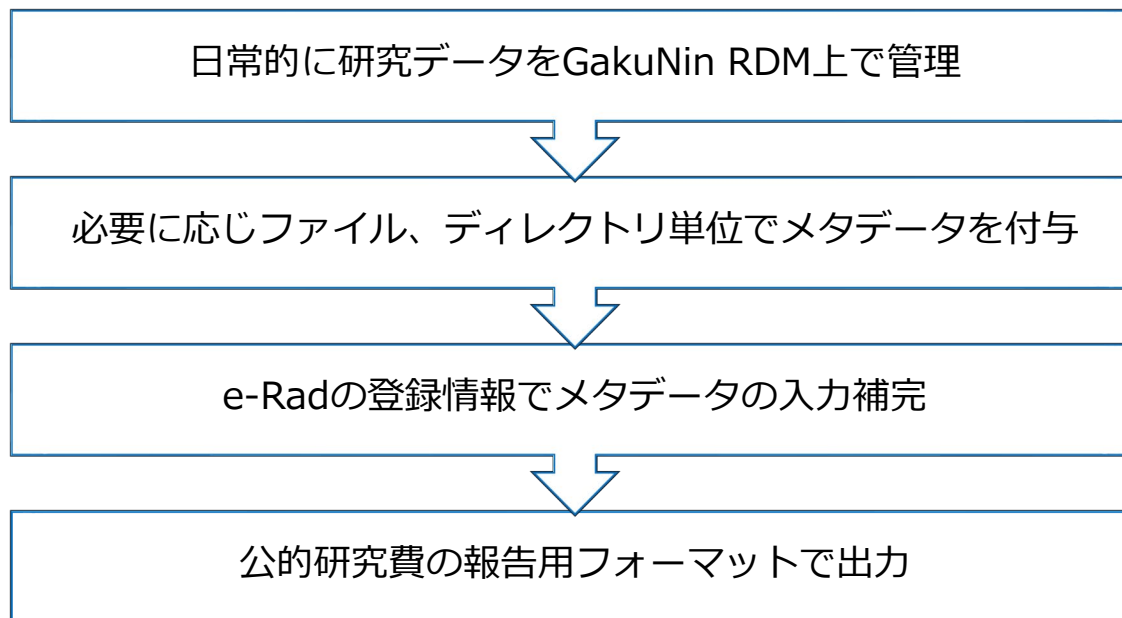 日常的に研究データをGakuNin RDM上で管理
必要に応じファイル、ディレクトリ単位でメタデータを付与
e-Radの登録情報でメタデータの入力補完
公的研究費の報告用フォーマットで出力